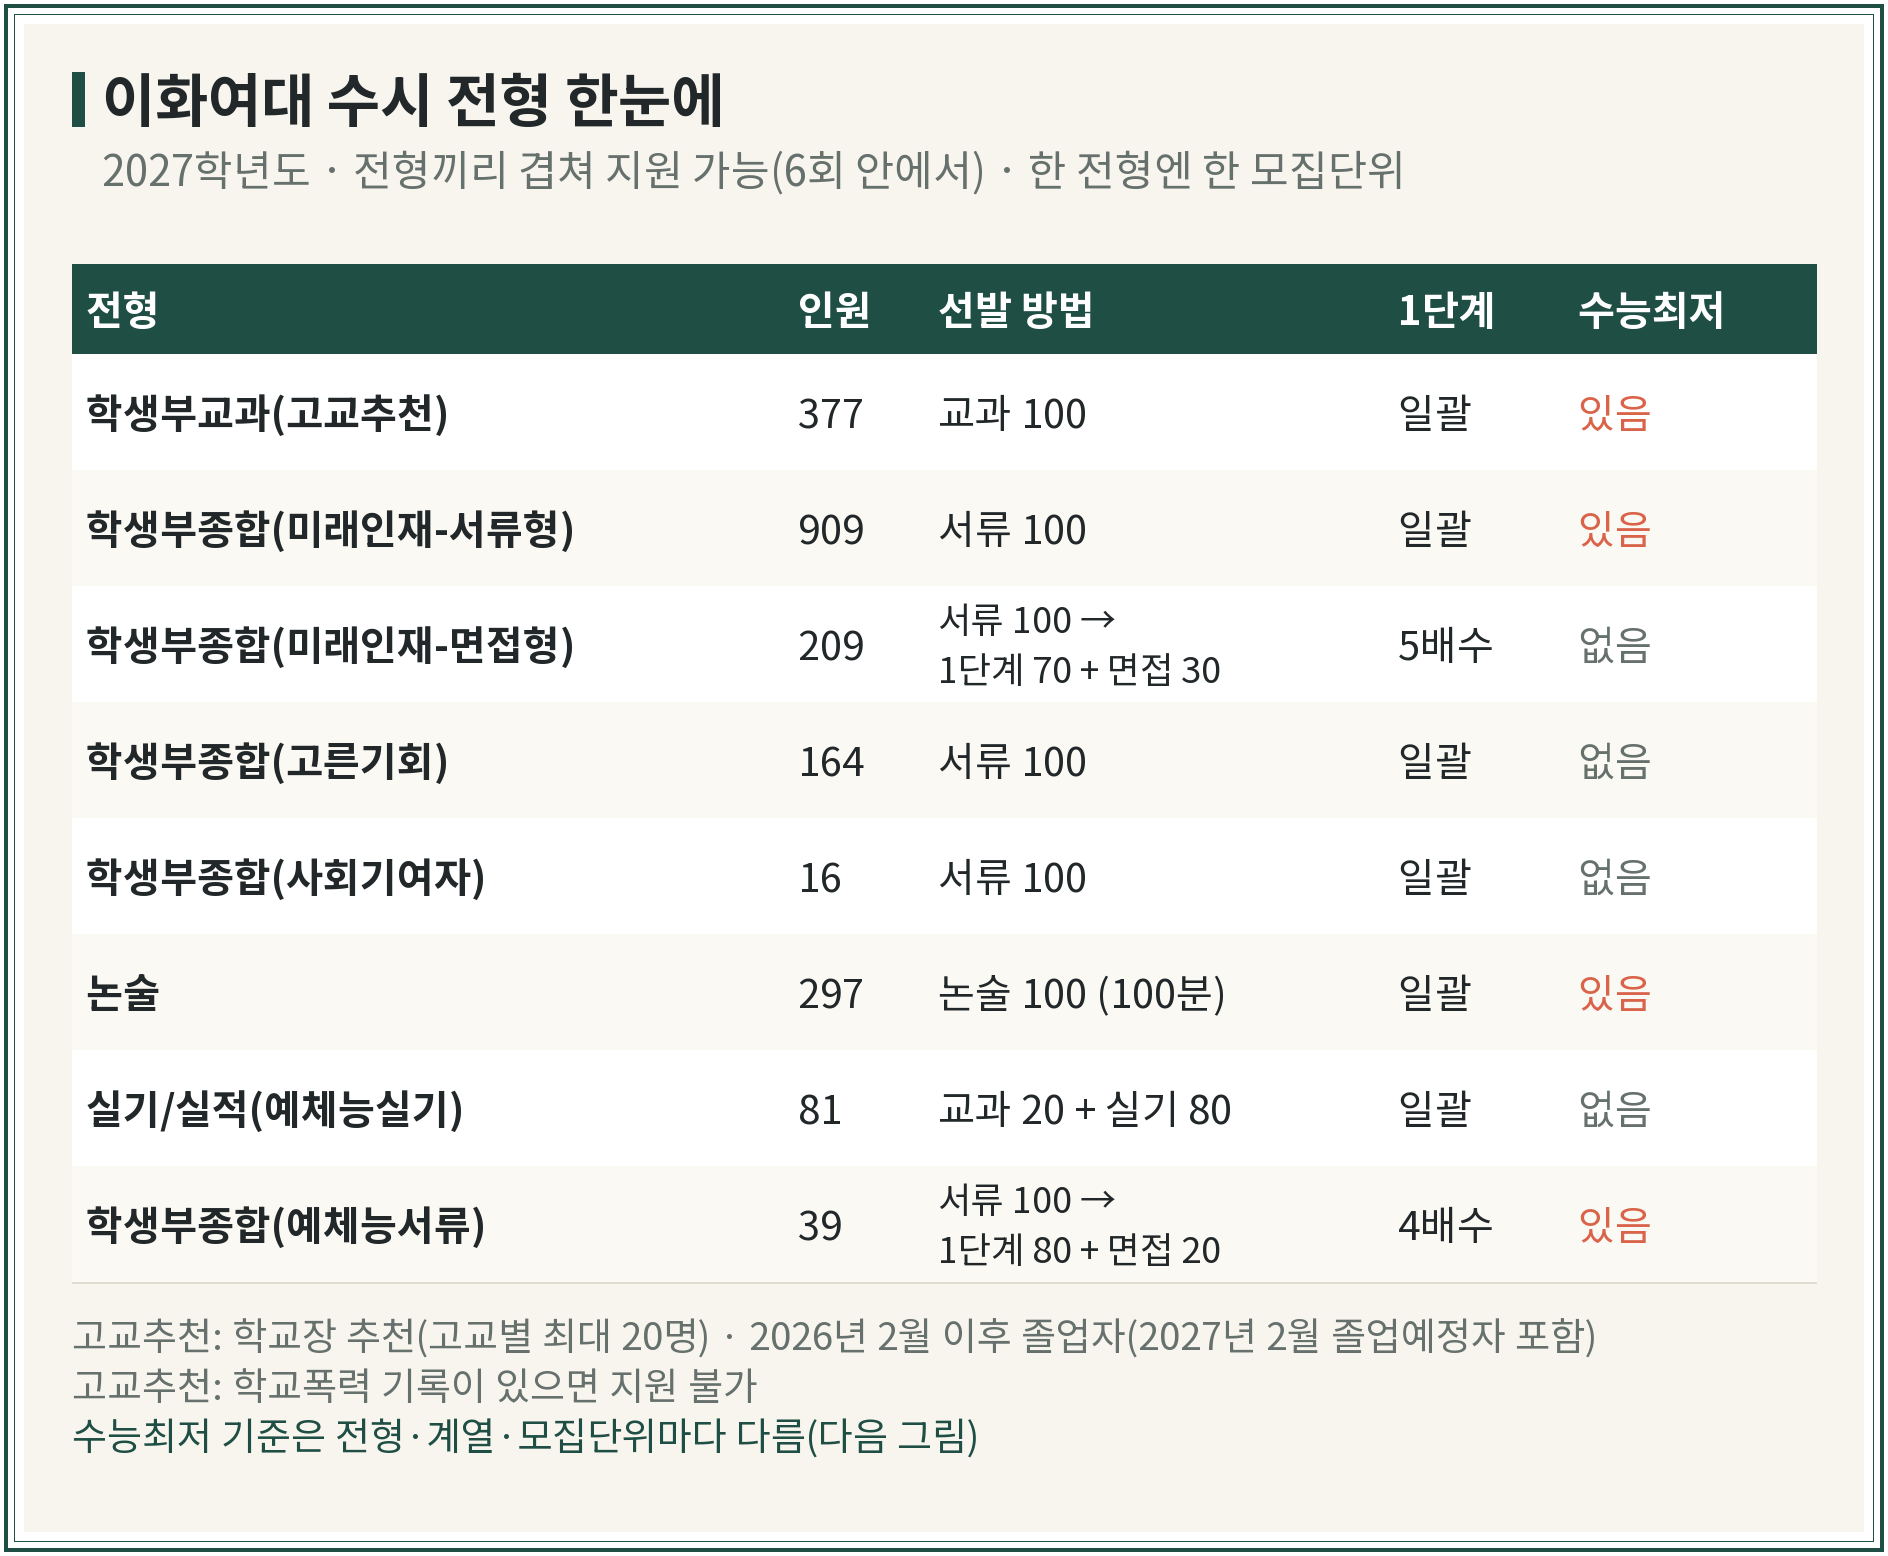 이화여대 수시 전형 한눈에
2027학년도 · 전형끼리 겹쳐 지원 가능(6회 안에서) · 한 전형엔 한 모집단위
전형 인원 선발 방법 1단계 수능최저
학생부교과(고교추천) 377 교과 100 일괄 있음
학생부종합(미래인재-서류형) 909 서류 100 일괄 있음
학생부종합(미래인재-면접형) 209 서류 100 →
1단계 70 + 면접 30 5배수 없음
학생부종합(고른기회) 164 서류 100 일괄 없음
학생부종합(사회기여자) 16 서류 100 일괄 없음
논술 297 논술 100 (100분) 일괄 있음
실기/실적(예체능실기) 81 교과 20 + 실기 80 일괄 없음
학생부종합(예체능서류) 39 서류 100 →
1단계 80 + 면접 20 4배수 있음
고교추천: 학교장 추천(고교별 최대 20명) · 2026년 2월 이후 졸업자(2027년 2월 졸업예정자 포함)
고교추천: 학교폭력 기록이 있으면 지원 불가
수능최저 기준은 전형·계열·모집단위마다 다름(다음 그림)